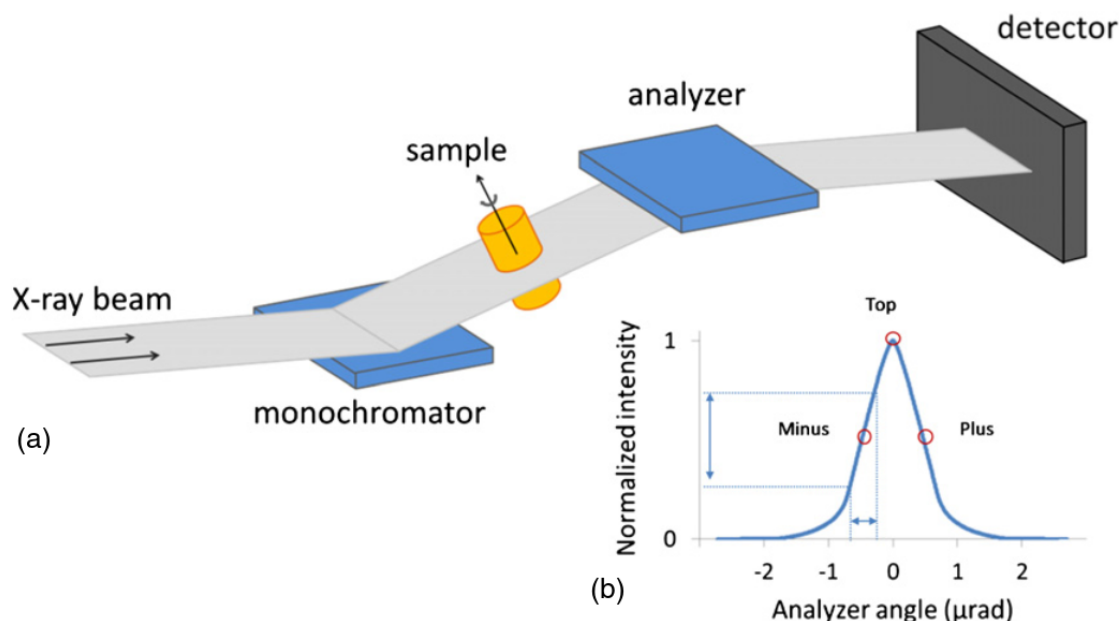 detector
analyzer
sample
X-ray beam
monochromator
(a)
Top
1
Minus
Plus
Normalized intensity
0
-2 -1 0 1 2
(b)
Analyzer angle (µrad)